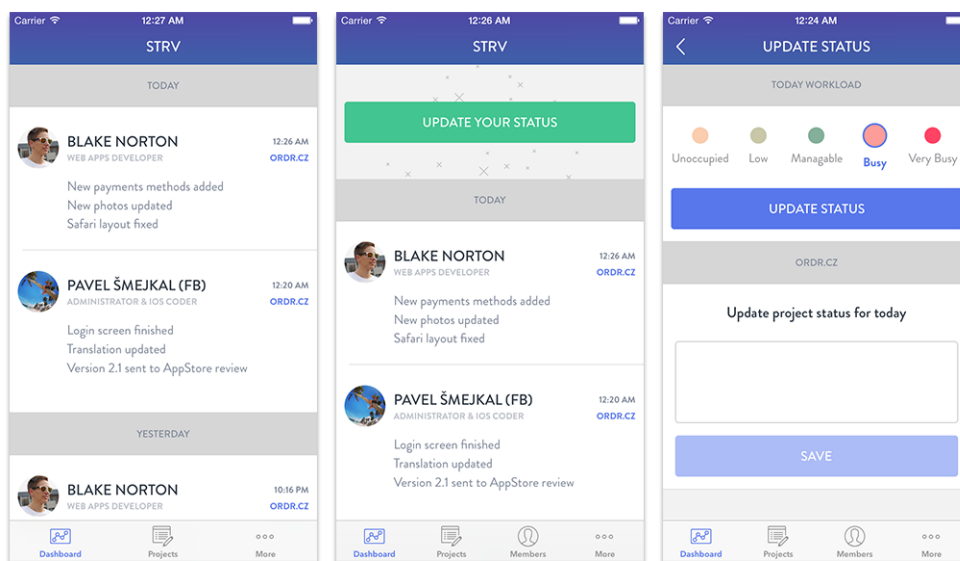 Carrier 12:27 AM
STRV
TODAY
BLAKE NORTON 12:26 AM
WEB APPS DEVELOPER ORDR.CZ
New payments methods added
New photos updated
Safari layout fixed
PAVEL ŠMEJKAL (FB) 12:20 AM
ADMINISTRATOR & IOS CODER ORDR.CZ
Login screen finished
Translation updated
Version 2.1 sent to AppStore review
YESTERDAY
BLAKE NORTON 10:16 PM
WEB APPS DEVELOPER ORDR.CZ
Dashboard Projects More
Carrier 12:26 AM
STRV
UPDATE YOUR STATUS
TODAY
BLAKE NORTON 12:26 AM
WEB APPS DEVELOPER ORDR.CZ
New payments methods added
New photos updated
Safari layout fixed
PAVEL ŠMEJKAL (FB) 12:20 AM
ADMINISTRATOR & IOS CODER ORDR.CZ
Login screen finished
Translation updated
Version 2.1 sent to AppStore review
Dashboard Projects Members More
Carrier 12:24 AM
UPDATE STATUS
TODAY WORKLOAD
Unoccupied Low Managable Busy Very Busy
UPDATE STATUS
ORDR.CZ
Update project status for today
SAVE
Dashboard Projects Members More